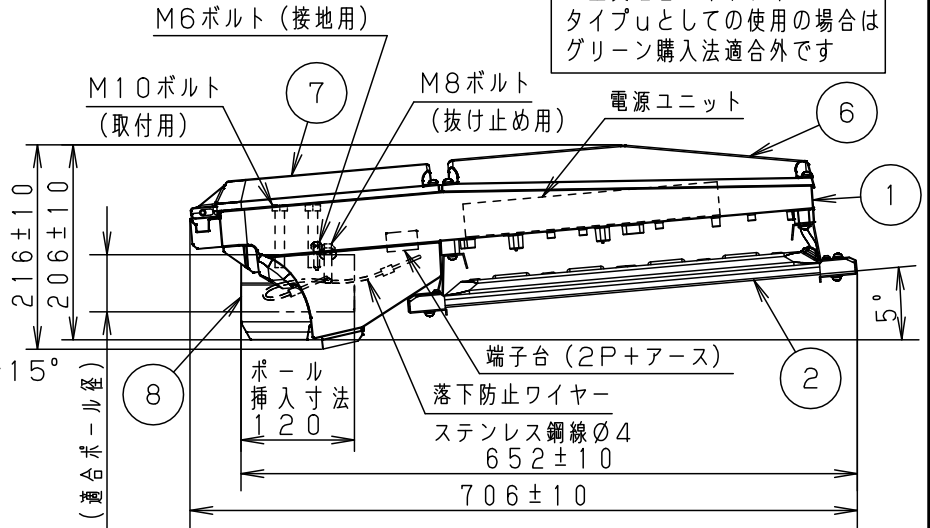 M6ボルト(接地用)
タイプuとしての使用の場合は
グリーン購入法適合外です
M10ボルト
(取付用)
7
M8ボルト
(抜け止め用)
電源ユニット
6
1
216±10
206±10
5°
15°
8
(適合ポール径)
ポール
挿入寸法
120
端子台(2P+アース)
2
落下防止ワイヤー
ステンレス鋼線Ø4
652±10
706±10